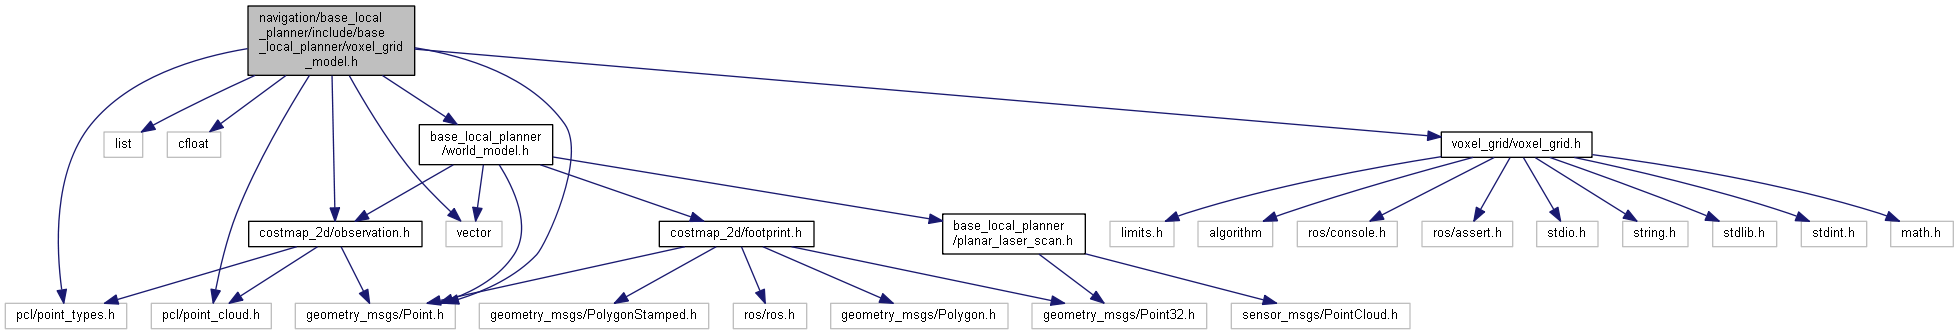 navigation/base_local
_planner/include/base
_local_planner/voxel_grid
_model.h
list
cfloat
base_local_planner
/world_model.h
voxel_grid/voxel_grid.h
costmap_2d/observation.h
vector
costmap_2d/footprint.h
base_local_planner
/planar_laser_scan.h
limits.h
algorithm
ros/console.h
ros/assert.h
stdio.h
string.h
stdlib.h
stdint.h
math.h
pcl/point_types.h
pcl/point_cloud.h
geometry_msgs/Point.h
geometry_msgs/PolygonStamped.h
ros/ros.h
geometry_msgs/Polygon.h
geometry_msgs/Point32.h
sensor_msgs/PointCloud.h